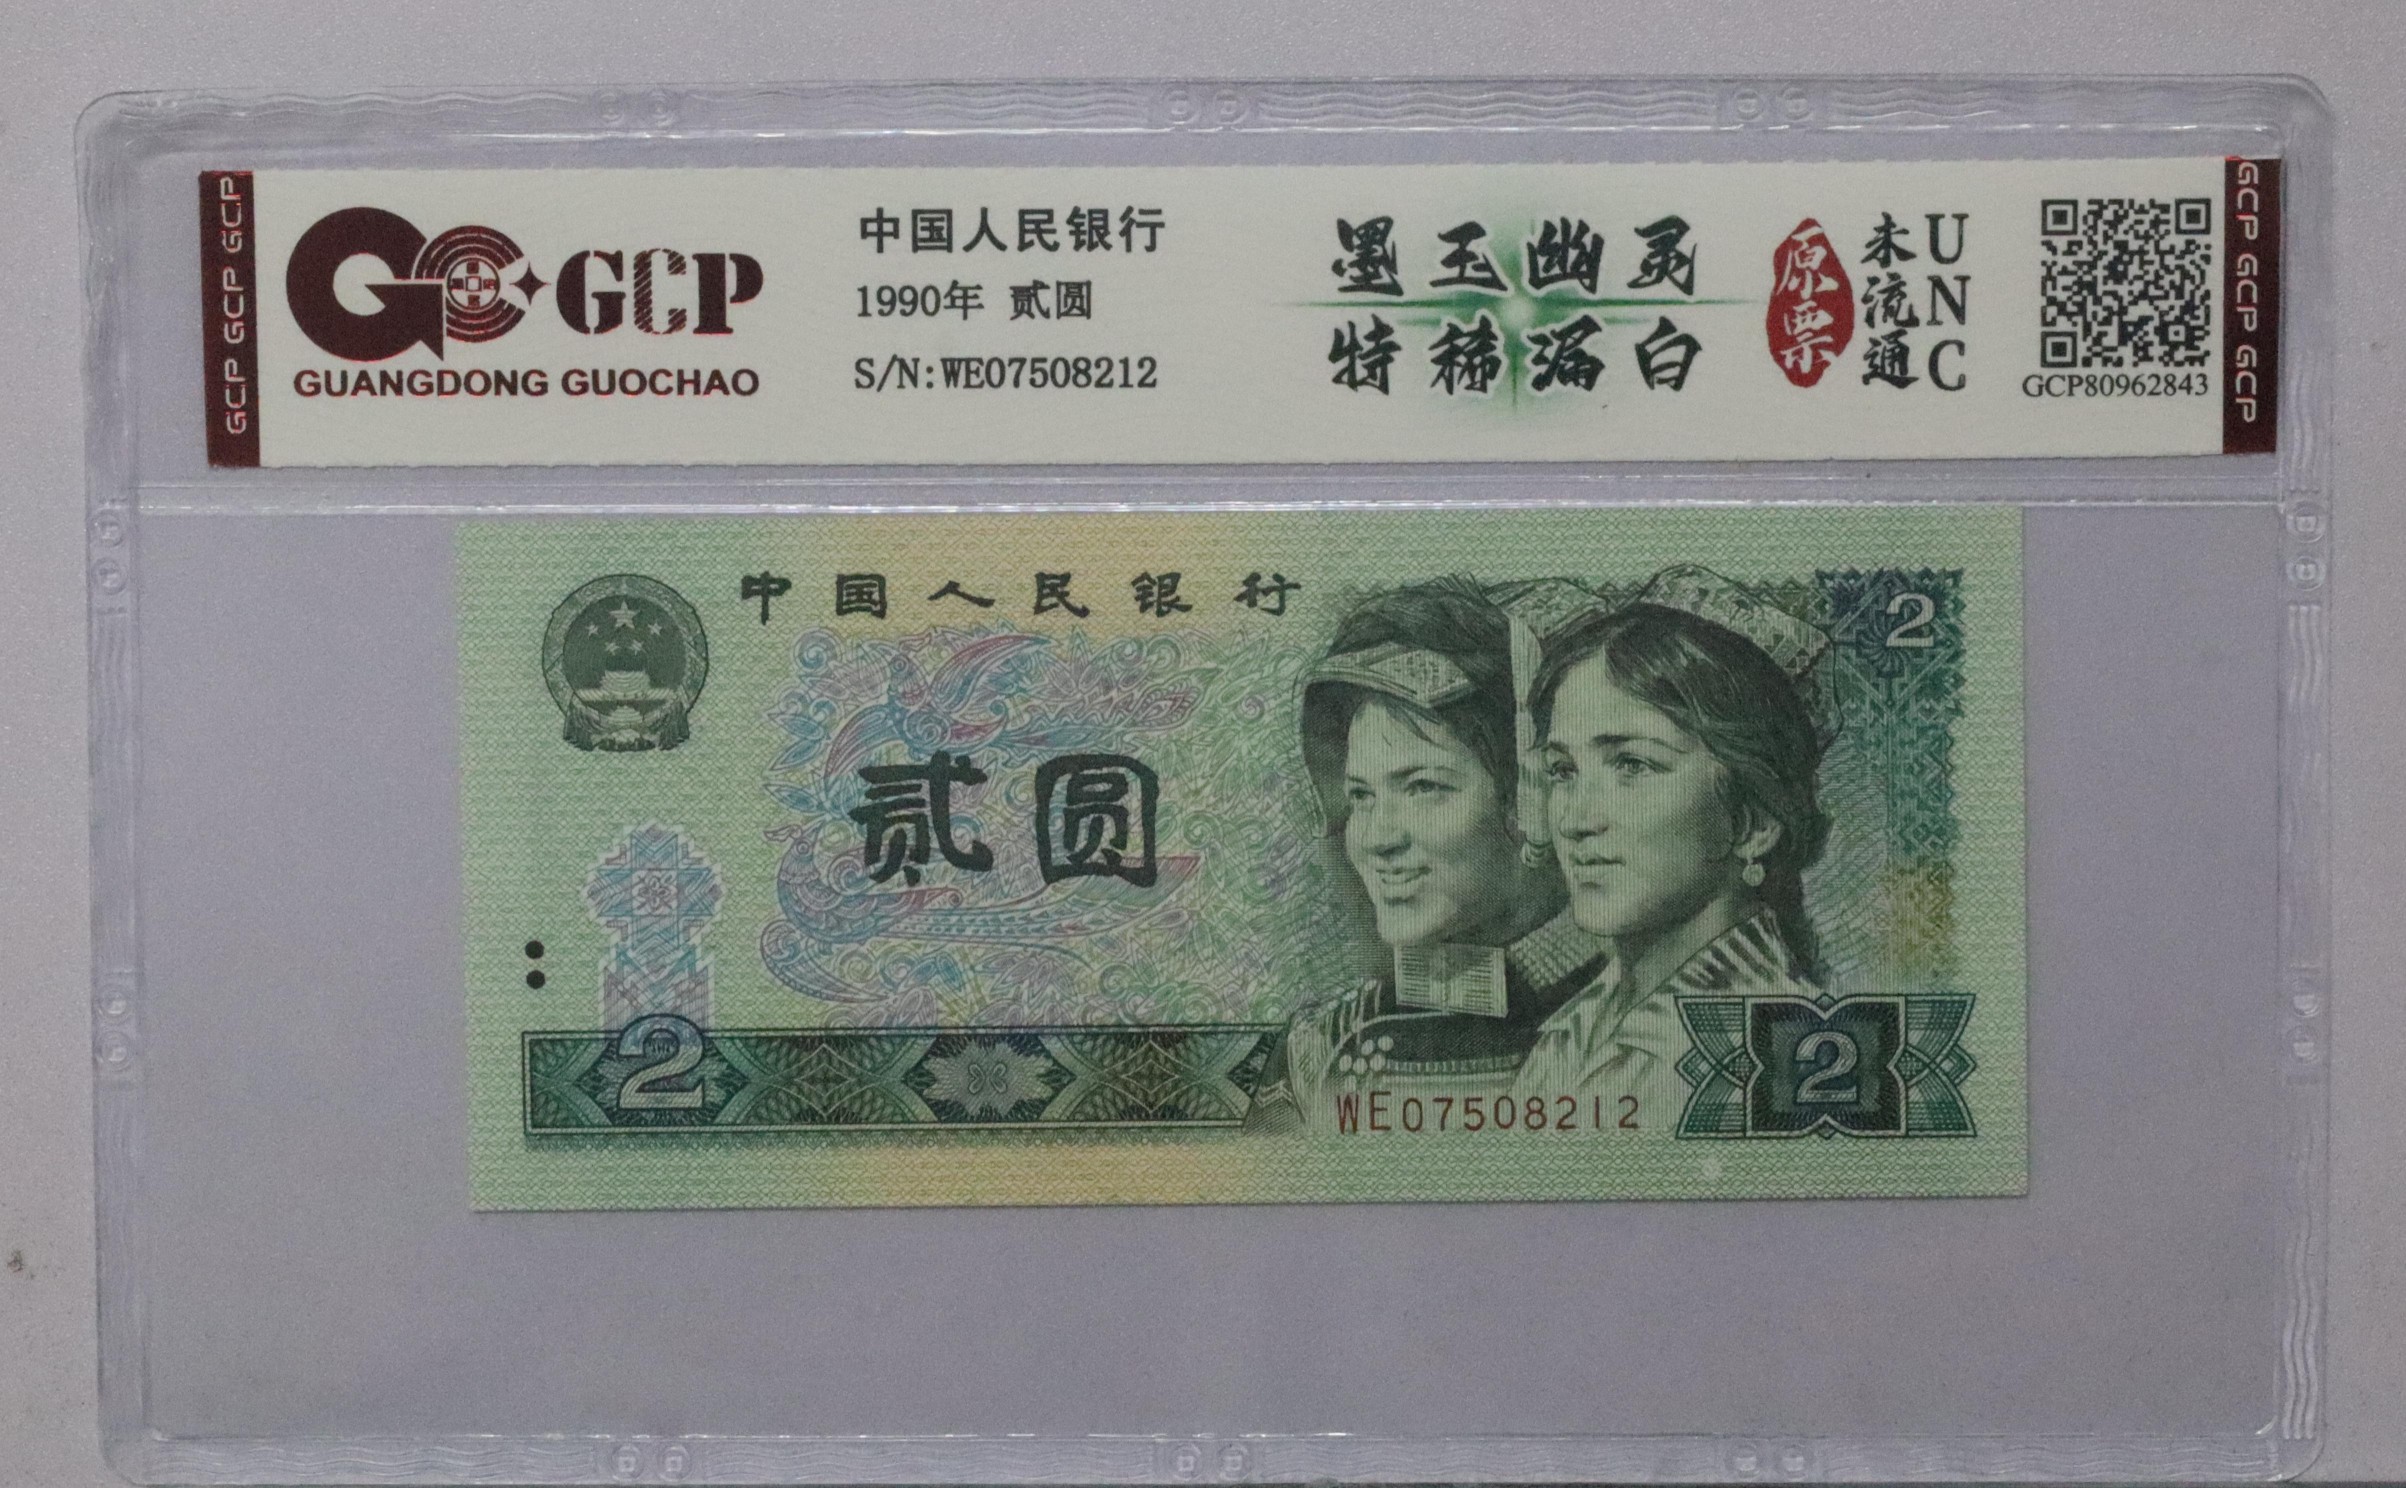 GCP GCP GCP
GCP
GUANGDONG GUOCHAO
中国人民银行
1990年 贰圆
S/N:WE07508212
墨玉幽灵
特稀漏白
原票
未流通
UNC
GCP80962843
GCP GCP GCP
中国人民银行
2
贰圆
2
2
WE07508212